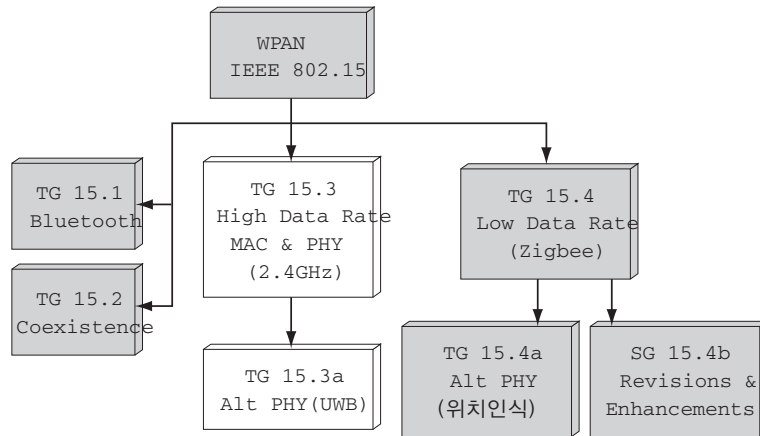 WPAN
IEEE 802.15
TG 15.1
Bluetooth
TG 15.2
Coexistence
TG 15.3
High Data Rate
MAC & PHY
(2.4GHz)
TG 15.3a
Alt PHY(UWB)
TG 15.4
Low Data Rate
(Zigbee)
TG 15.4a
Alt PHY
(위치인식)
SG 15.4b
Revisions &
Enhancements